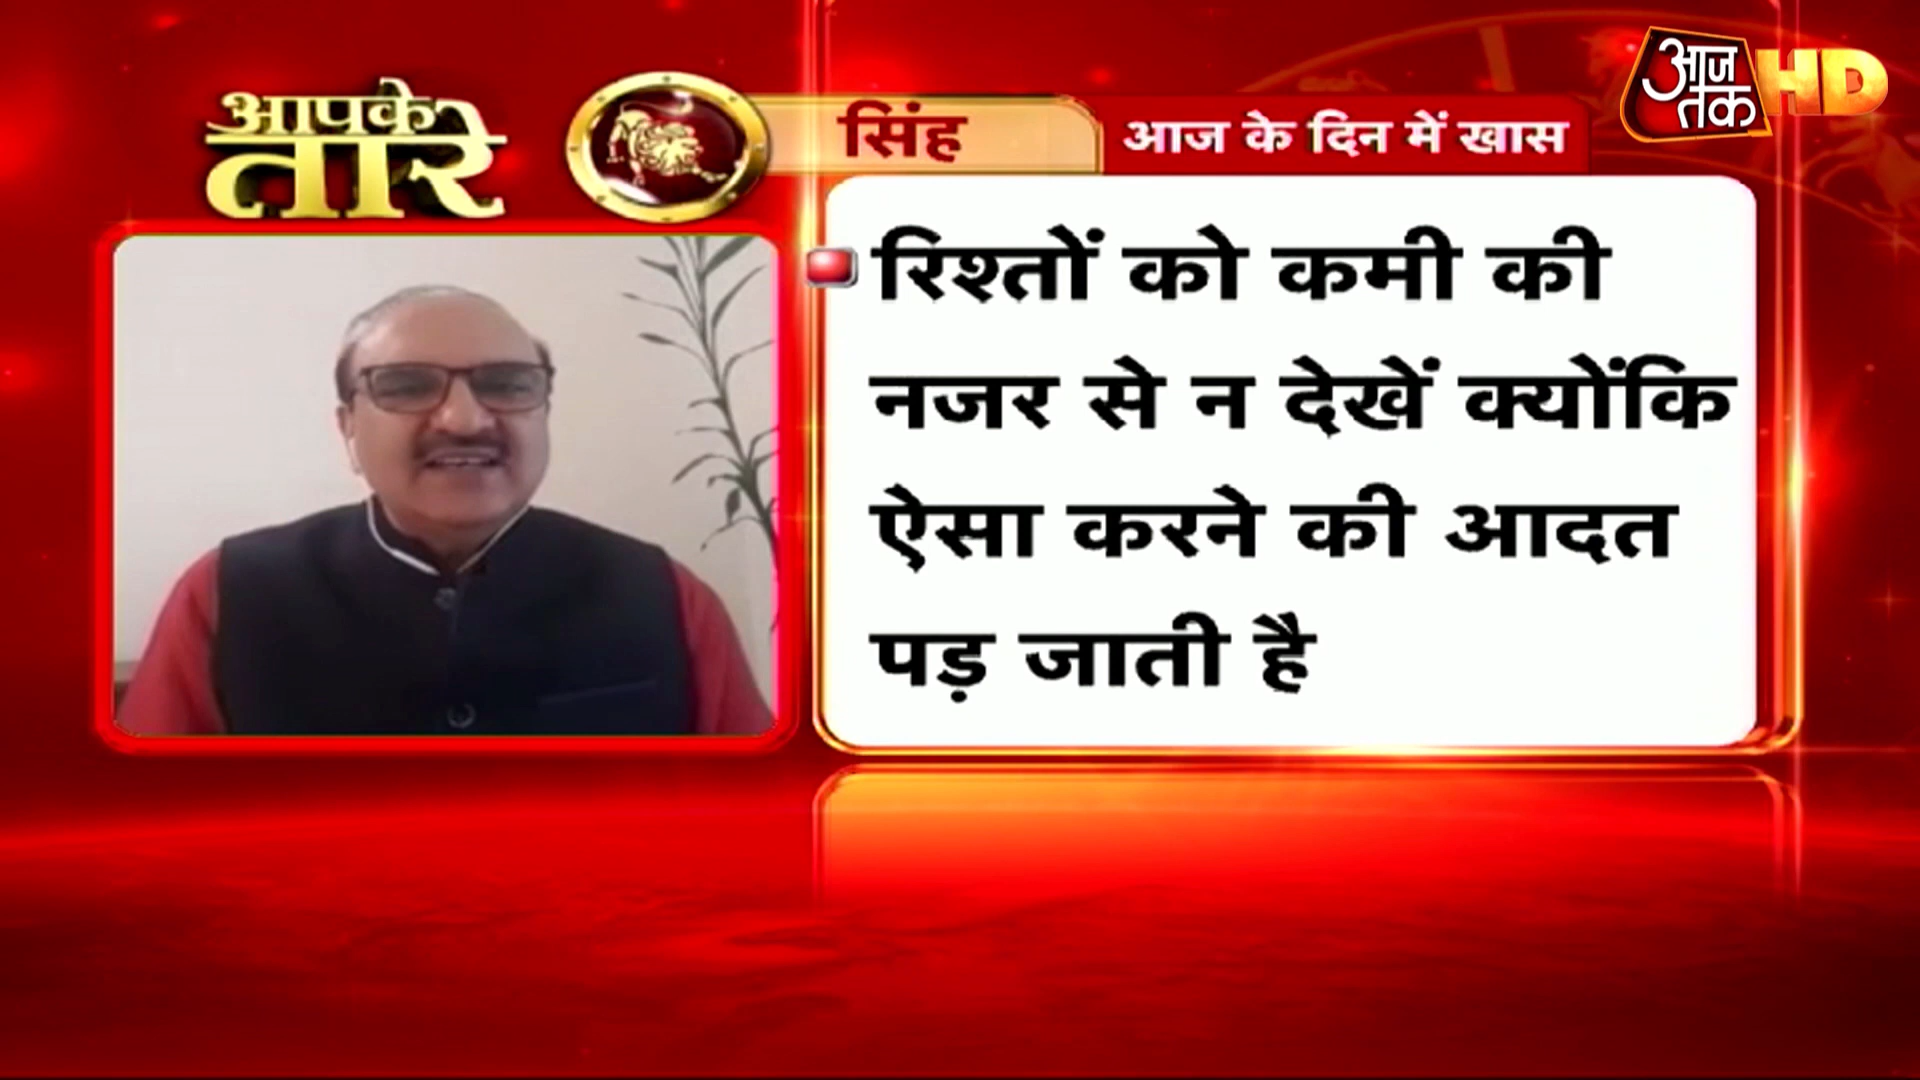 आपके
तारे
सिंह
आज के दिन में खास
आज
तक
HD
रिश्तों को कमी की
नजर से न देखें क्योंकि
ऐसा करने की आदत
पड़ जाती है